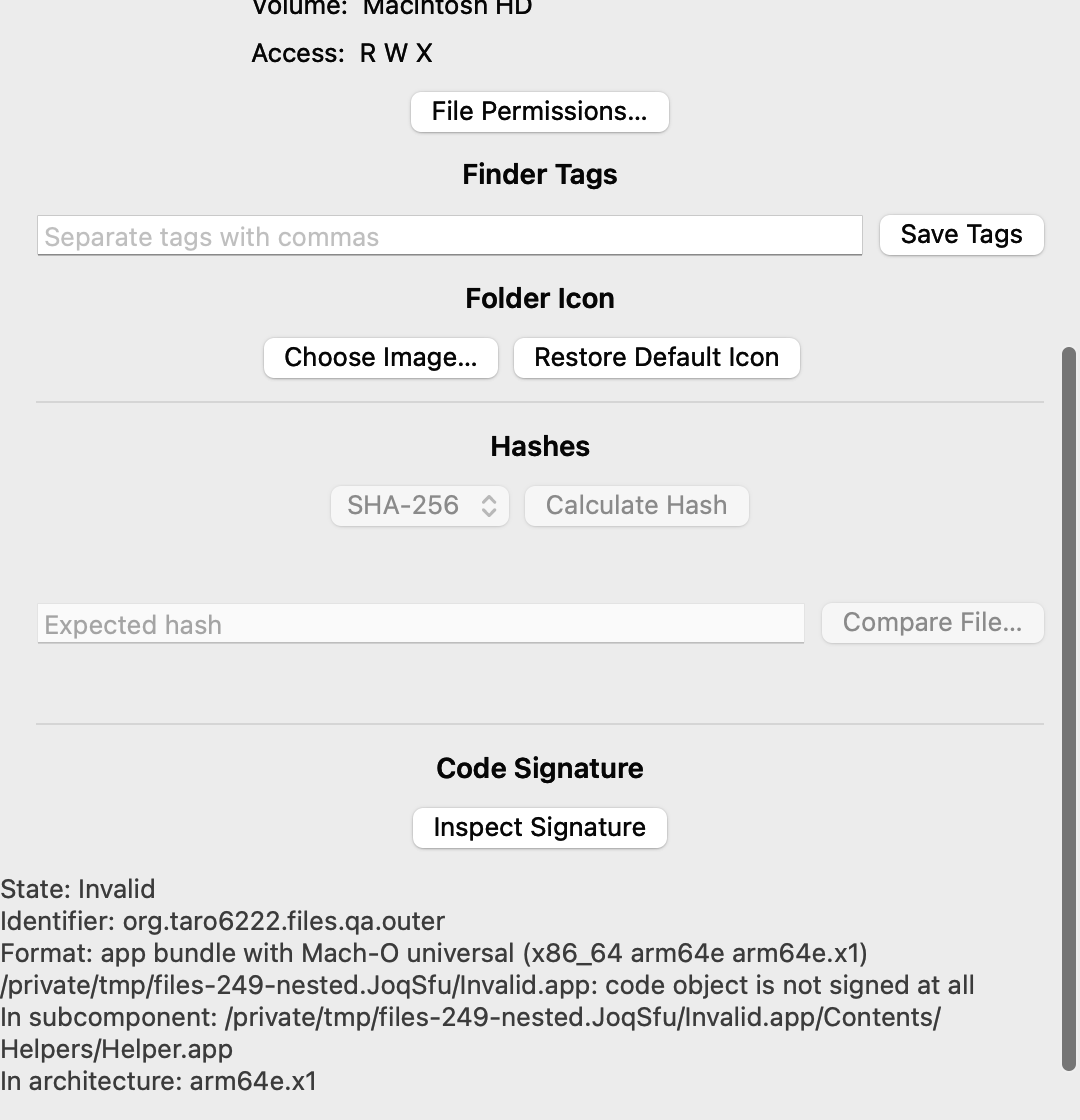 Volume: Macintosh HD
Access: R W X
File Permissions...
Finder Tags
Separate tags with commas
Save Tags
Folder Icon
Choose Image...
Restore Default Icon
Hashes
SHA-256
Calculate Hash
Expected hash
Compare File...
Code Signature
Inspect Signature
State: Invalid
Identifier: org.taro6222.files.qa.outer
Format: app bundle with Mach-O universal (x86_64 arm64e arm64e.x1)
/private/tmp/files-249-nested.JoqSfu/Invalid.app: code object is not signed at all
In subcomponent: /private/tmp/files-249-nested.JoqSfu/Invalid.app/Contents/
Helpers/Helper.app
In architecture: arm64e.x1